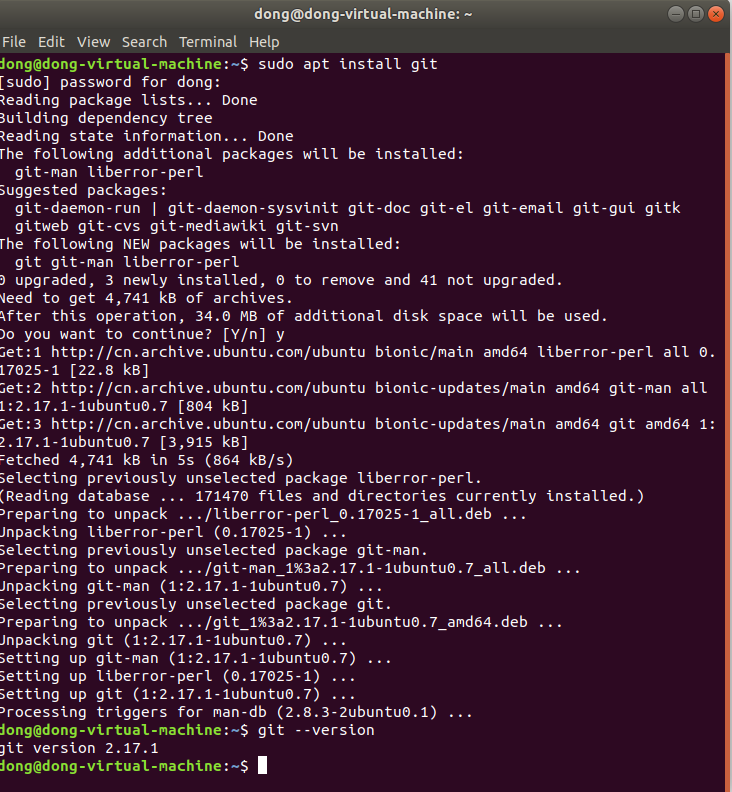 dong@dong-virtual-machine: ~
File Edit View Search Terminal Help
dong@dong-virtual-machine:~$ sudo apt install git
[sudo] password for dong:
Reading package lists... Done
Building dependency tree
Reading state information... Done
The following additional packages will be installed:
  git-man liberror-perl
Suggested packages:
  git-daemon-run | git-daemon-sysvinit git-doc git-el git-email git-gui gitk
  gitweb git-cvs git-mediawiki git-svn
The following NEW packages will be installed:
  git git-man liberror-perl
0 upgraded, 3 newly installed, 0 to remove and 41 not upgraded.
Need to get 4,741 kB of archives.
After this operation, 34.0 MB of additional disk space will be used.
Do you want to continue? [Y/n] y
Get:1 http://cn.archive.ubuntu.com/ubuntu bionic/main amd64 liberror-perl all 0.
17025-1 [22.8 kB]
Get:2 http://cn.archive.ubuntu.com/ubuntu bionic-updates/main amd64 git-man all
1:2.17.1-1ubuntu0.7 [804 kB]
Get:3 http://cn.archive.ubuntu.com/ubuntu bionic-updates/main amd64 git amd64 1:
2.17.1-1ubuntu0.7 [3,915 kB]
Fetched 4,741 kB in 5s (864 kB/s)
Selecting previously unselected package liberror-perl.
(Reading database ... 171470 files and directories currently installed.)
Preparing to unpack .../liberror-perl_0.17025-1_all.deb ...
Unpacking liberror-perl (0.17025-1) ...
Selecting previously unselected package git-man.
Preparing to unpack .../git-man_1%3a2.17.1-1ubuntu0.7_all.deb ...
Unpacking git-man (1:2.17.1-1ubuntu0.7) ...
Selecting previously unselected package git.
Preparing to unpack .../git_1%3a2.17.1-1ubuntu0.7_amd64.deb ...
Unpacking git (1:2.17.1-1ubuntu0.7) ...
Setting up git-man (1:2.17.1-1ubuntu0.7) ...
Setting up liberror-perl (0.17025-1) ...
Setting up git (1:2.17.1-1ubuntu0.7) ...
Processing triggers for man-db (2.8.3-2ubuntu0.1) ...
dong@dong-virtual-machine:~$ git --version
git version 2.17.1
dong@dong-virtual-machine:~$